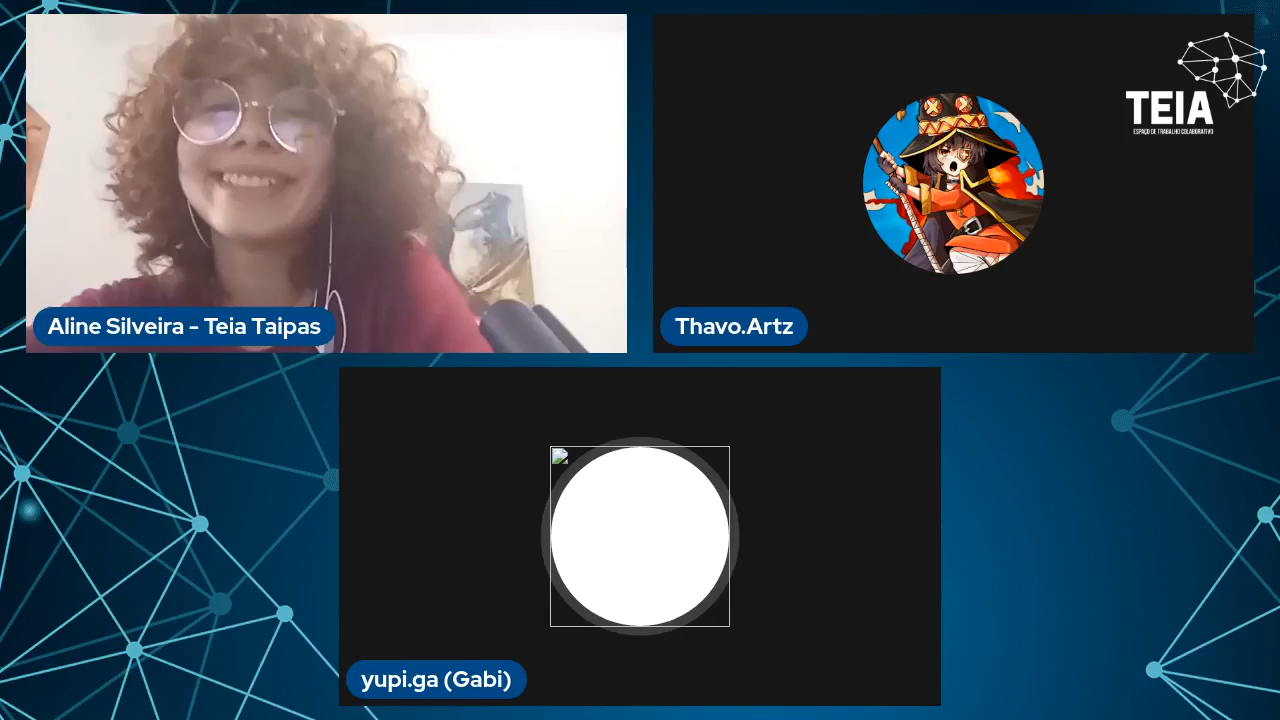 TEIA
ESPAÇO DE TRABALHO COLABORATIVO
Aline Silveira - Teia Taipas
Thavo.Artz
yupi.ga (Gabi)